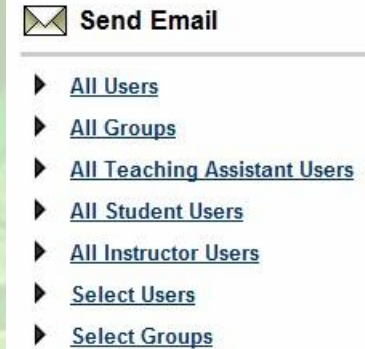 Send Email
All Users
All Groups
All Teaching Assistant Users
All Student Users
All Instructor Users
Select Users
Select Groups